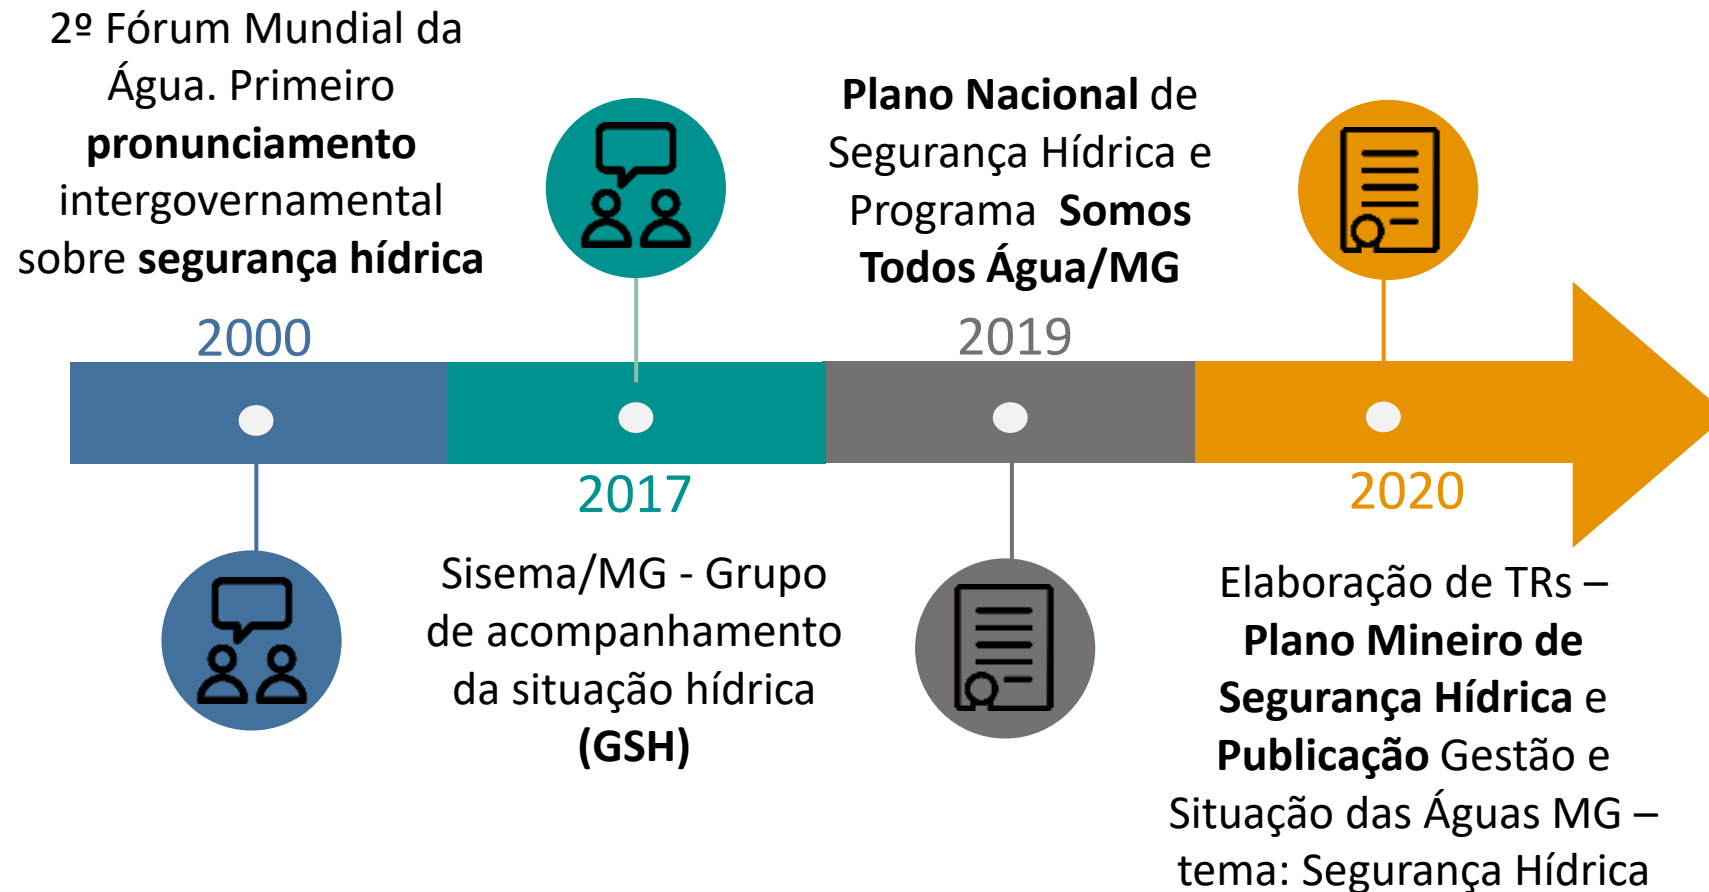 2º Fórum Mundial da
Água. Primeiro
pronunciamento
intergovernamental
sobre segurança hídrica
2000
2017
Sisema/MG - Grupo
de acompanhamento
da situação hídrica
(GSH)
Plano Nacional de
Segurança Hídrica e
Programa Somos
Todos Água/MG
2019
2020
Elaboração de TRs –
Plano Mineiro de
Segurança Hídrica e
Publicação Gestão e
Situação das Águas MG –
tema: Segurança Hídrica